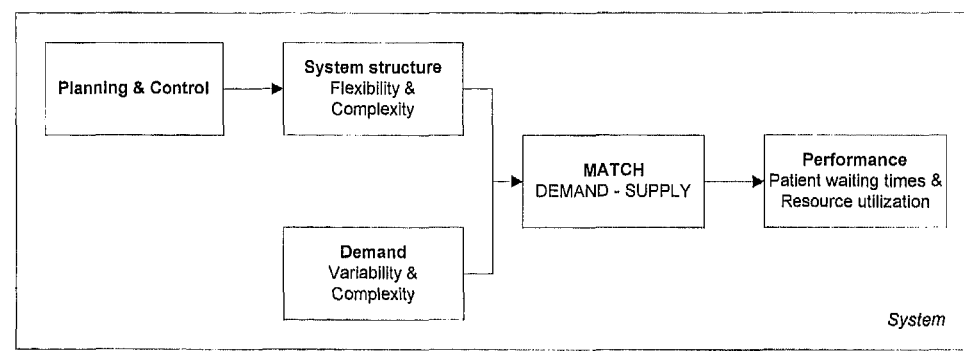 Planning & Control
System structure
Flexibility &
Complexity
MATCH
DEMAND - SUPPLY
Performance
Patient waiting times &
Resource utilization
Demand
Variability &
Complexity
System